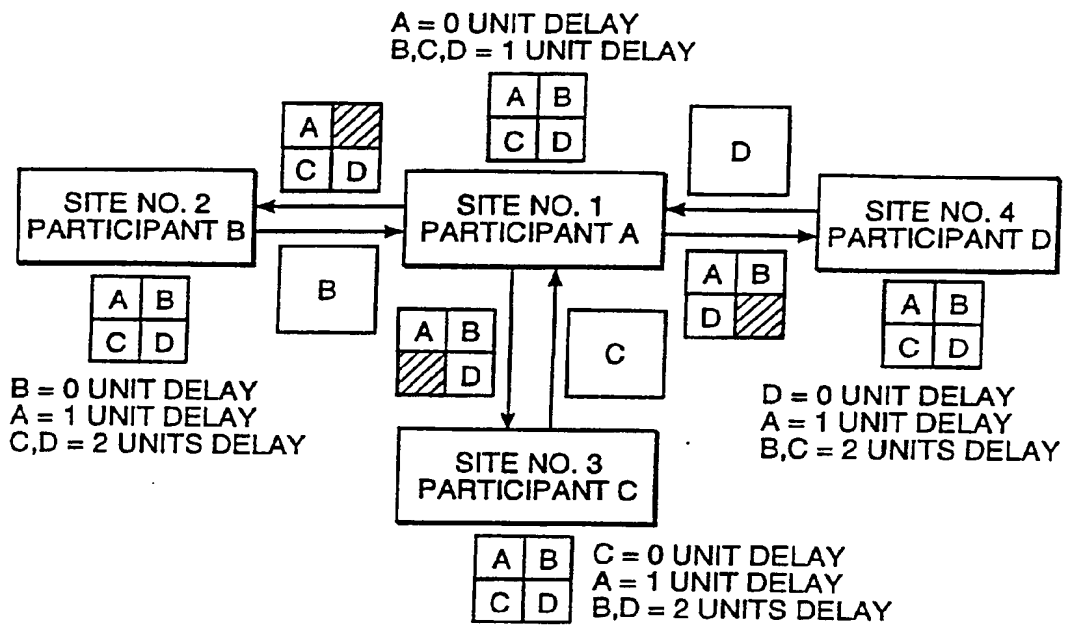 A = 0 UNIT DELAY
B,C,D = 1 UNIT DELAY
A B
C D
A
C D
D
SITE NO. 2
PARTICIPANT B
SITE NO. 1
PARTICIPANT A
SITE NO. 4
PARTICIPANT D
B
A B
D
A B
D
C
A B
C D
A B
C D
B = 0 UNIT DELAY
A = 1 UNIT DELAY
C,D = 2 UNITS DELAY
D = 0 UNIT DELAY
A = 1 UNIT DELAY
B,C = 2 UNITS DELAY
SITE NO. 3
PARTICIPANT C
A B
C D
C = 0 UNIT DELAY
A = 1 UNIT DELAY
B,D = 2 UNITS DELAY